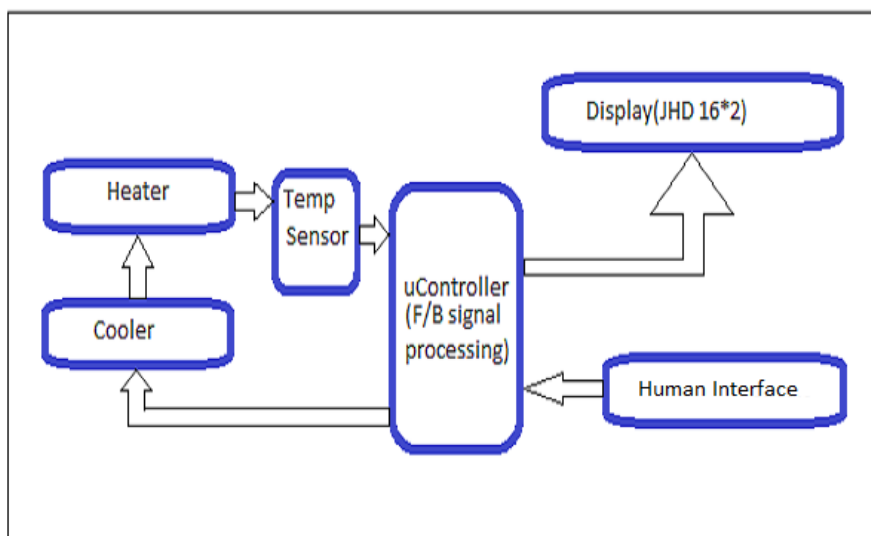 Display(JHD 16*2)
Heater
Temp
Sensor
uController
(F/B signal
processing)
Cooler
Human Interface